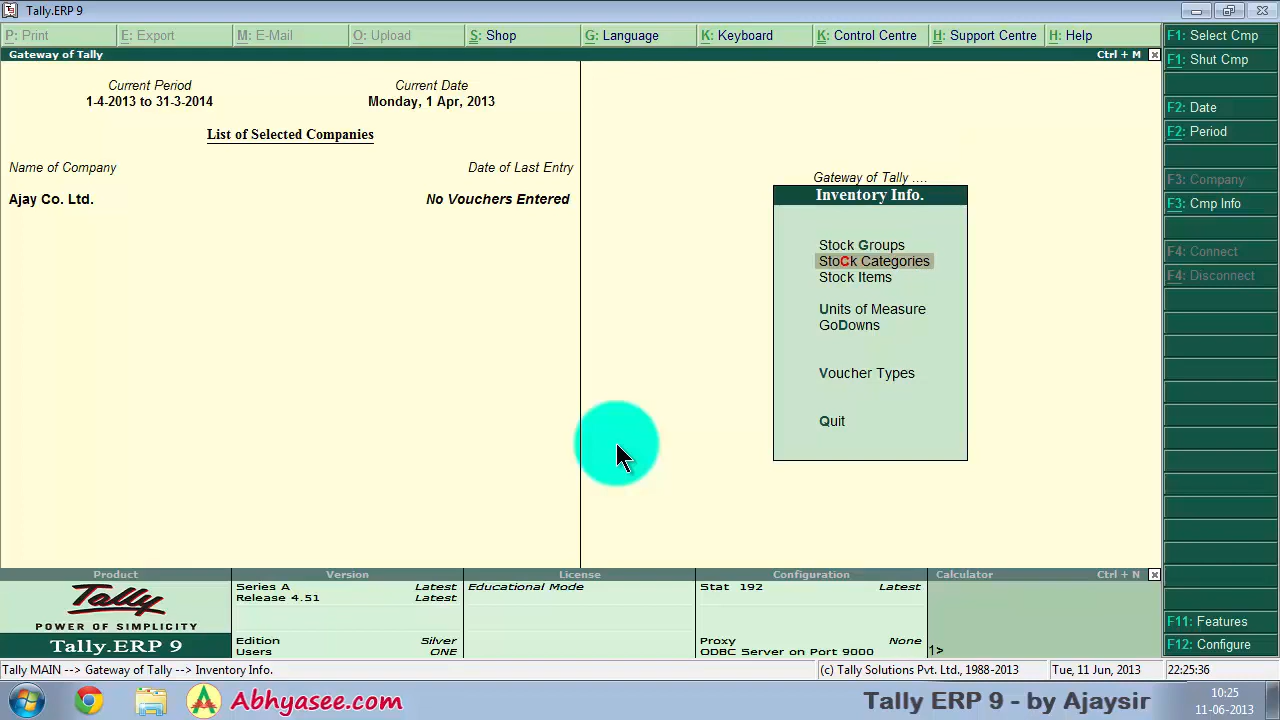 Tally.ERP 9
P: Print
E: Export
M: E-Mail
O: Upload
S: Shop
G: Language
K: Keyboard
K: Control Centre
H: Support Centre
H: Help
Gateway of Tally
Ctrl + M
Current Period
1-4-2013 to 31-3-2014
Current Date
Monday, 1 Apr, 2013
List of Selected Companies
Name of Company
Date of Last Entry
Ajay Co. Ltd.
No Vouchers Entered
Gateway of Tally ....
Inventory Info.
Stock Groups
StoCk Categories
Stock Items
Units of Measure
GoDowns
Voucher Types
Quit
F1: Select Cmp
F1: Shut Cmp
F2: Date
F2: Period
F3: Company
F3: Cmp Info
F4: Connect
F4: Disconnect
F11: Features
F12: Configure
Product
Tally
POWER OF SIMPLICITY
Tally.ERP 9
Version
Series A Latest
Release 4.51 Latest
Edition Silver
Users ONE
License
Educational Mode
Configuration
Stat 192 Latest
Proxy None
ODBC Server on Port 9000
Calculator
Ctrl + N
1>
Tally MAIN --> Gateway of Tally --> Inventory Info.
(c) Tally Solutions Pvt. Ltd., 1988-2013
Tue, 11 Jun, 2013
22:25:36
Abhyasee.com
Tally ERP 9 - by Ajaysir
10:25
11-06-2013